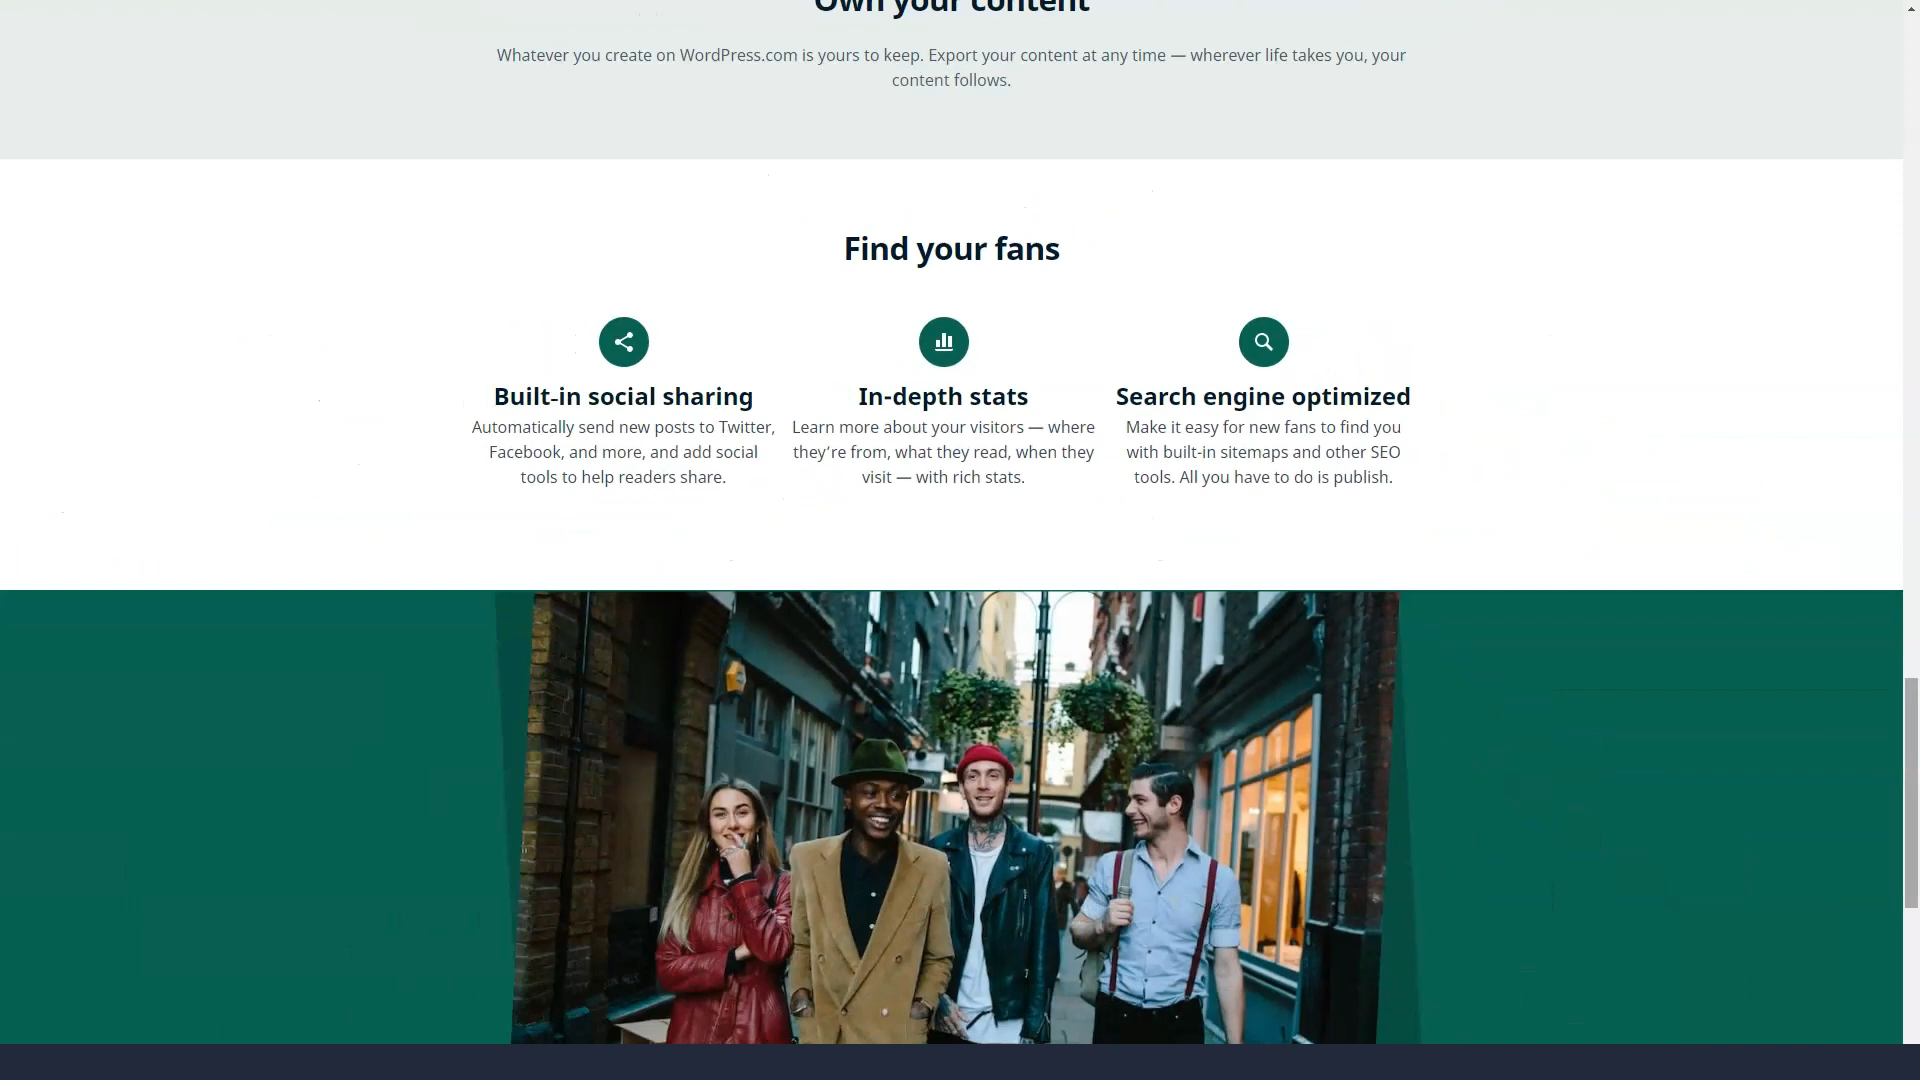 Own your content
Whatever you create on WordPress.com is yours to keep. Export your content at any time — wherever life takes you, your
content follows.
Find your fans
Built-in social sharing
Automatically send new posts to Twitter,
Facebook, and more, and add social
tools to help readers share.
In-depth stats
Learn more about your visitors — where
they’re from, what they read, when they
visit — with rich stats.
Search engine optimized
Make it easy for new fans to find you
with built-in sitemaps and other SEO
tools. All you have to do is publish.